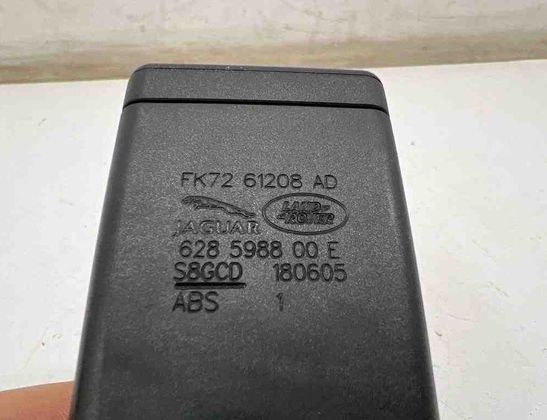 FK72 61208 AD
JAGUAR LAND ROVER
628 5988 00 E
S8GCD 180605
ABS 1